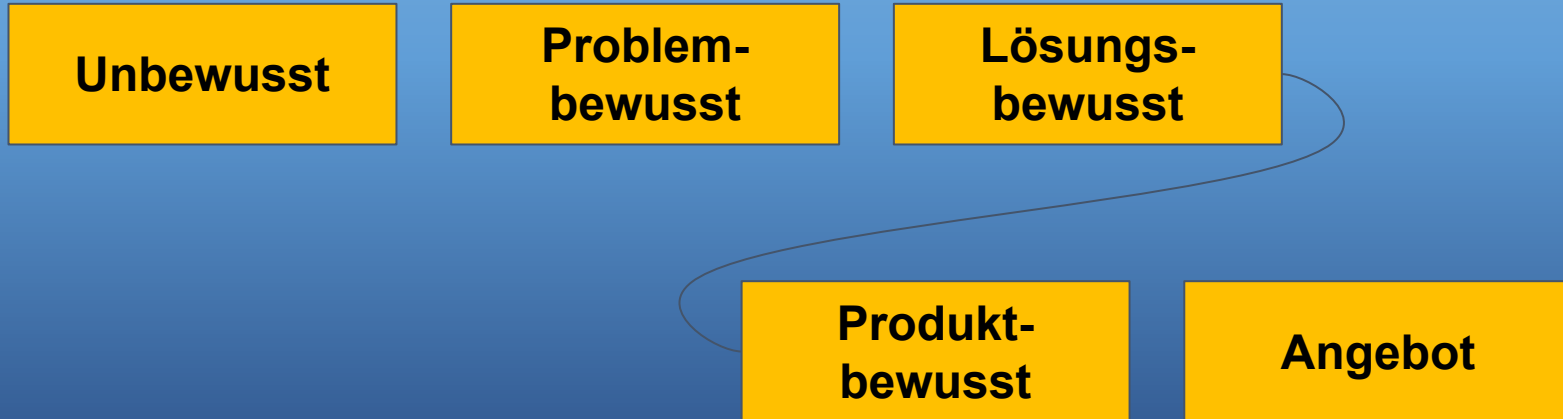 Unbewusst
Problem-
bewusst
Lösungs-
bewusst
Produkt-
bewusst
Angebot